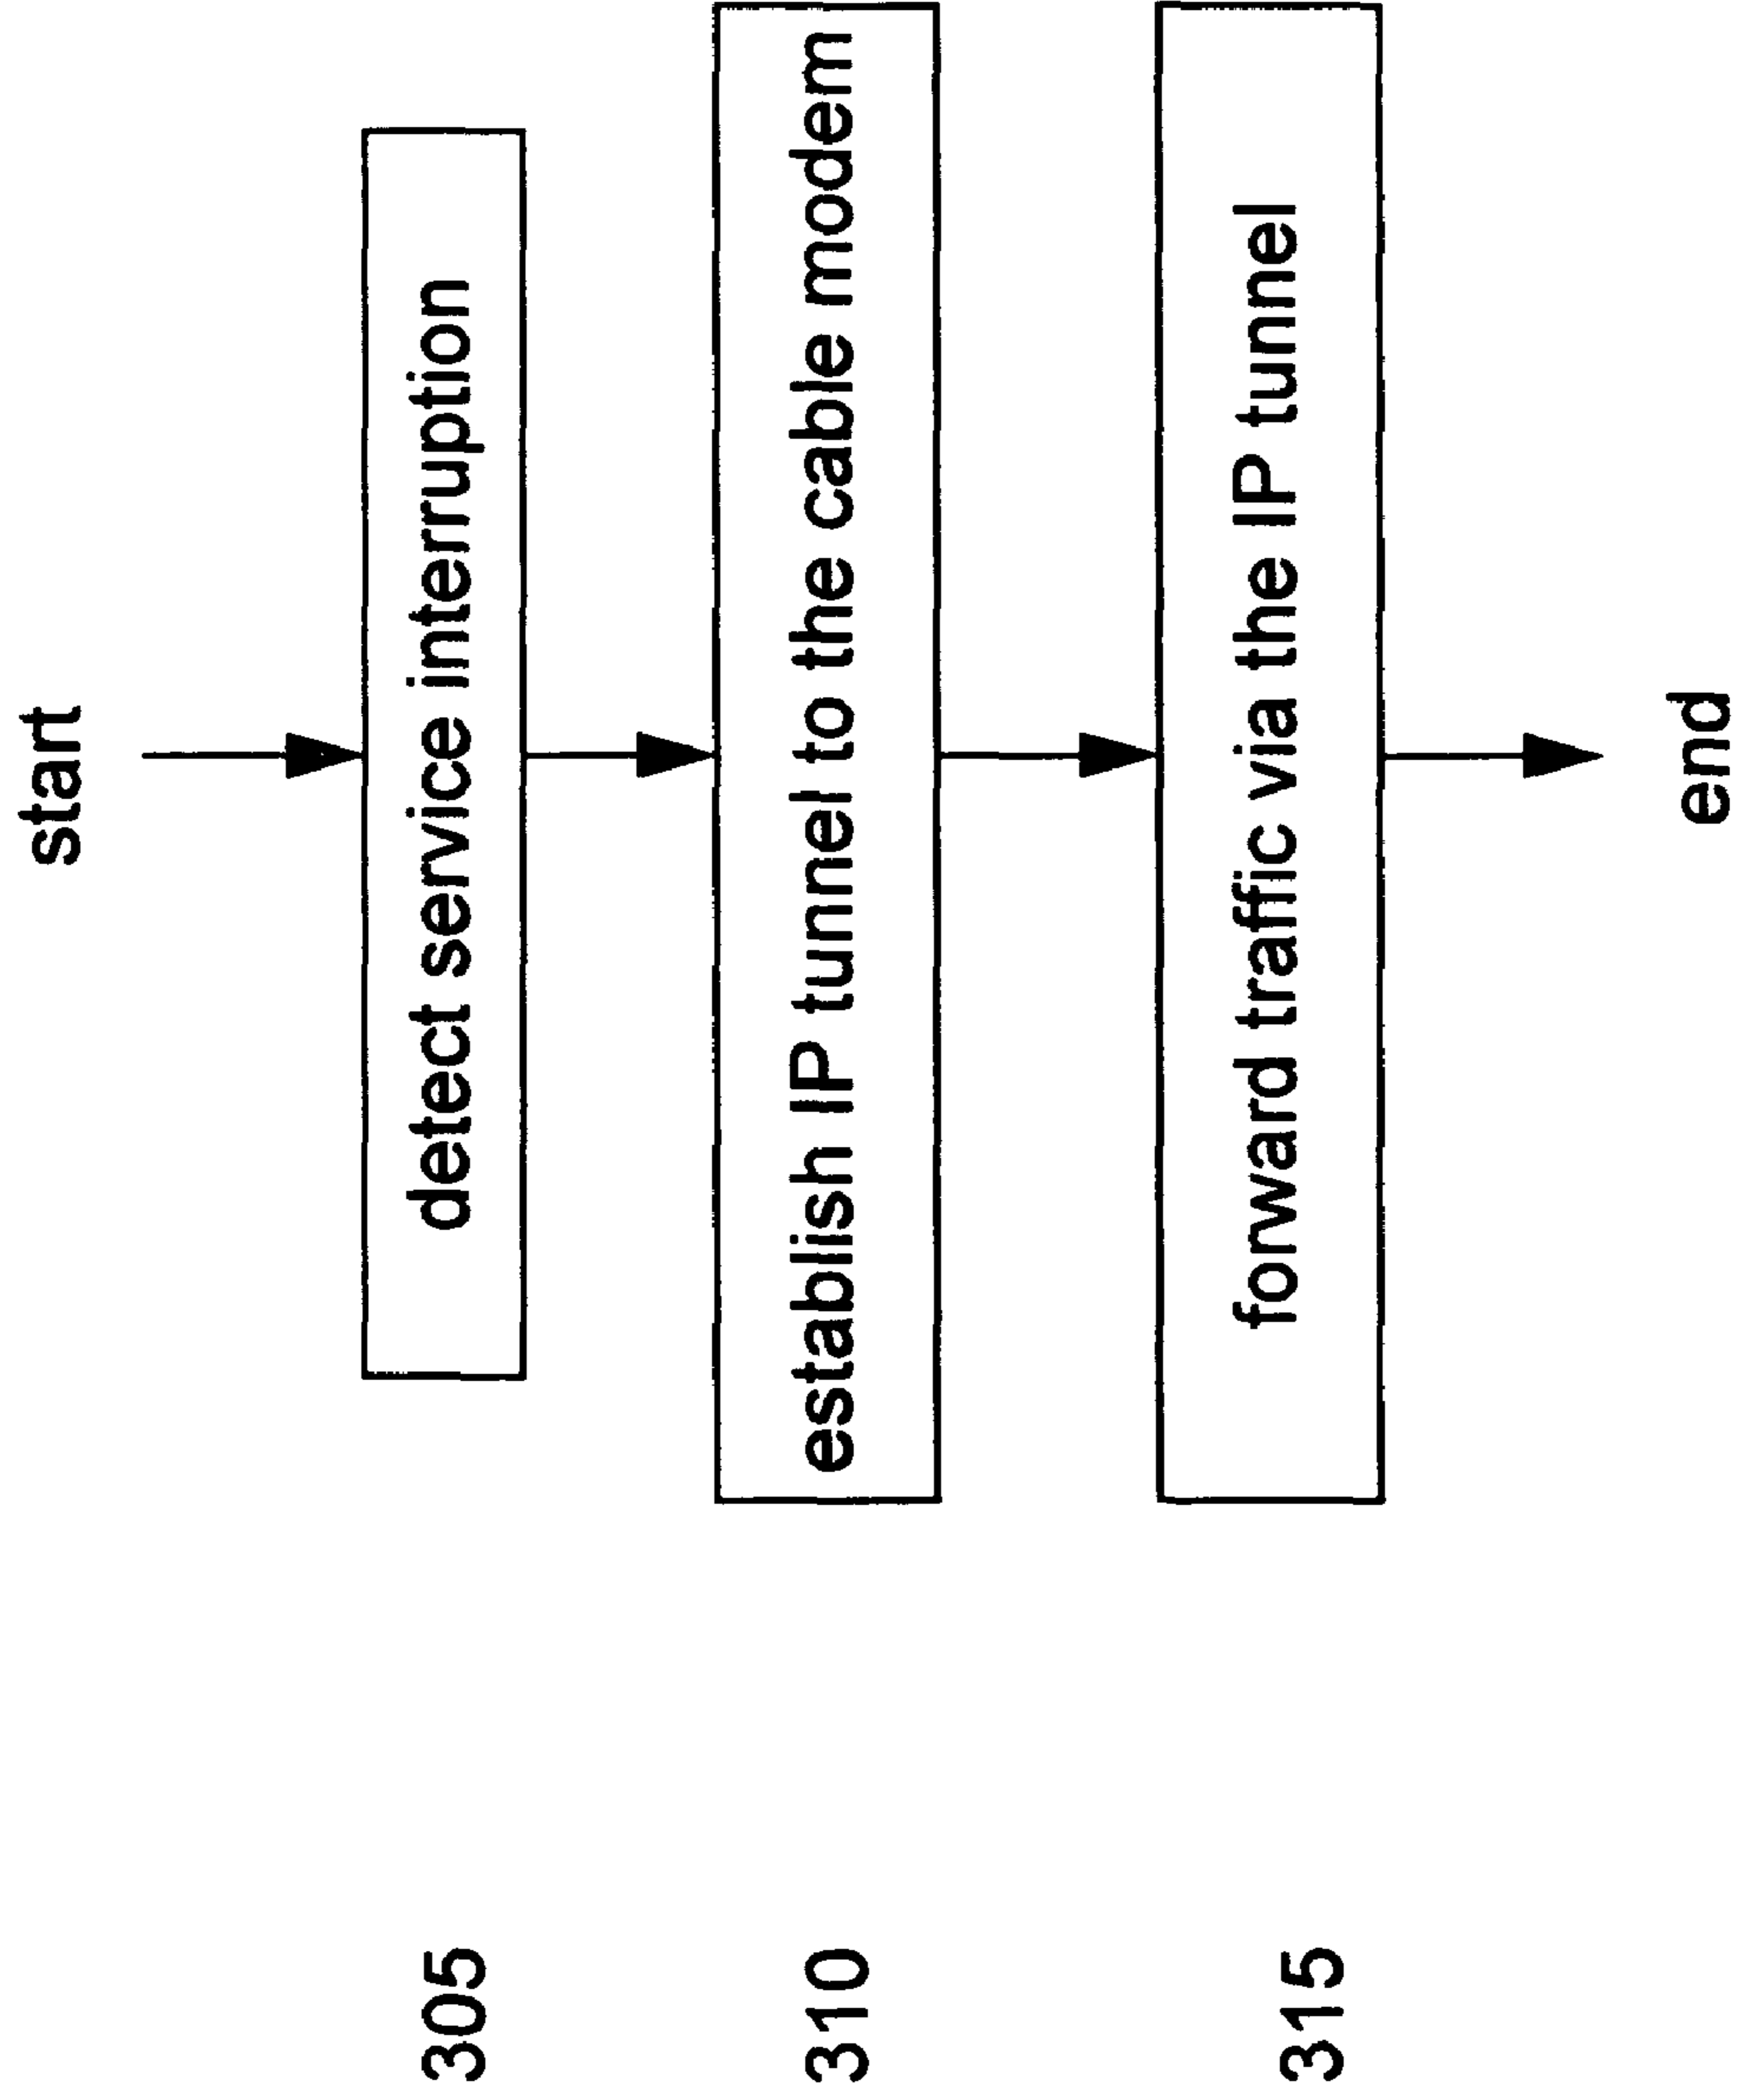 start
305
detect service interruption
310
establish IP tunnel to the cable modem
315
forward traffic via the IP tunnel
end